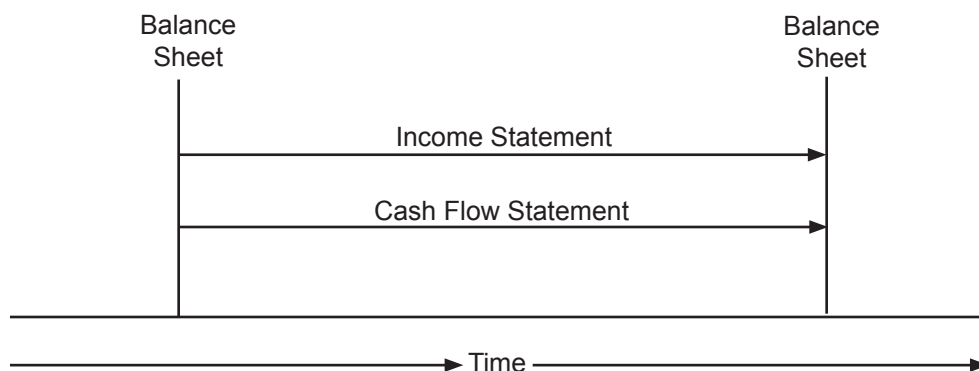 Balance
Sheet
Balance
Sheet
Income Statement
Cash Flow Statement
Time